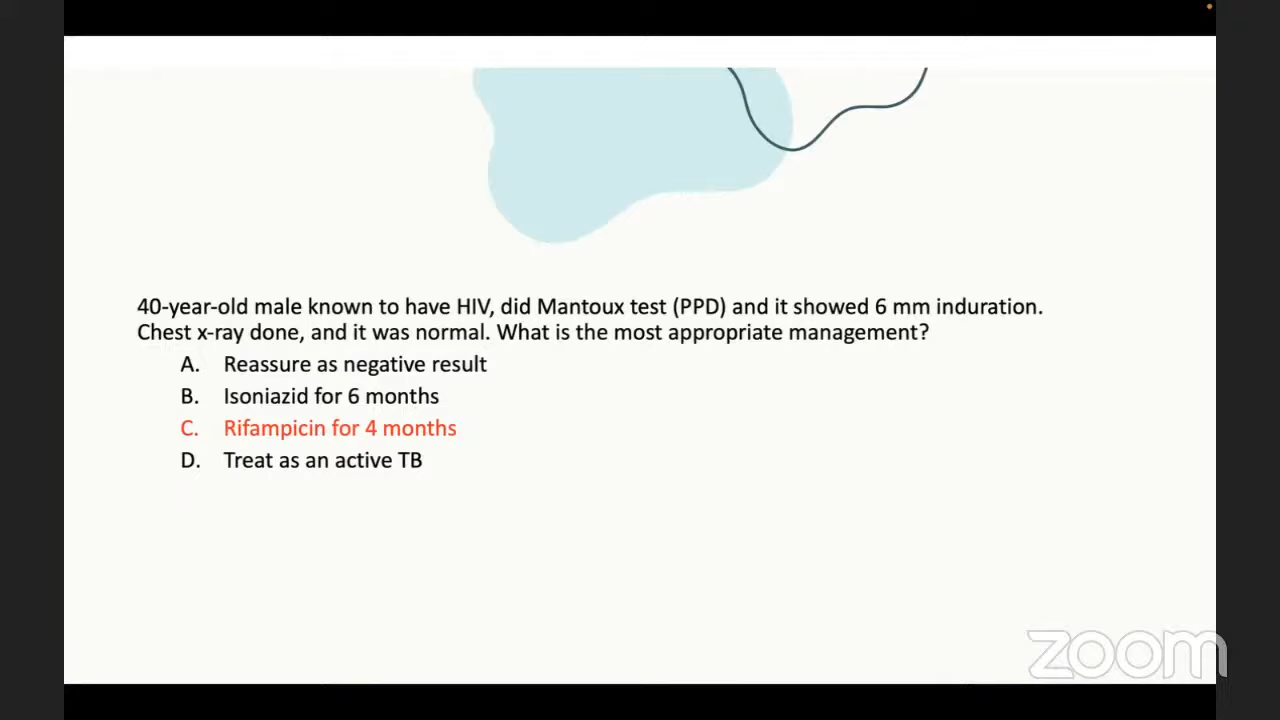 40-year-old male known to have HIV, did Mantoux test (PPD) and it showed 6 mm induration.
Chest x-ray done, and it was normal. What is the most appropriate management?
A. Reassure as negative result
B. Isoniazid for 6 months
C. Rifampicin for 4 months
D. Treat as an active TB
zoom